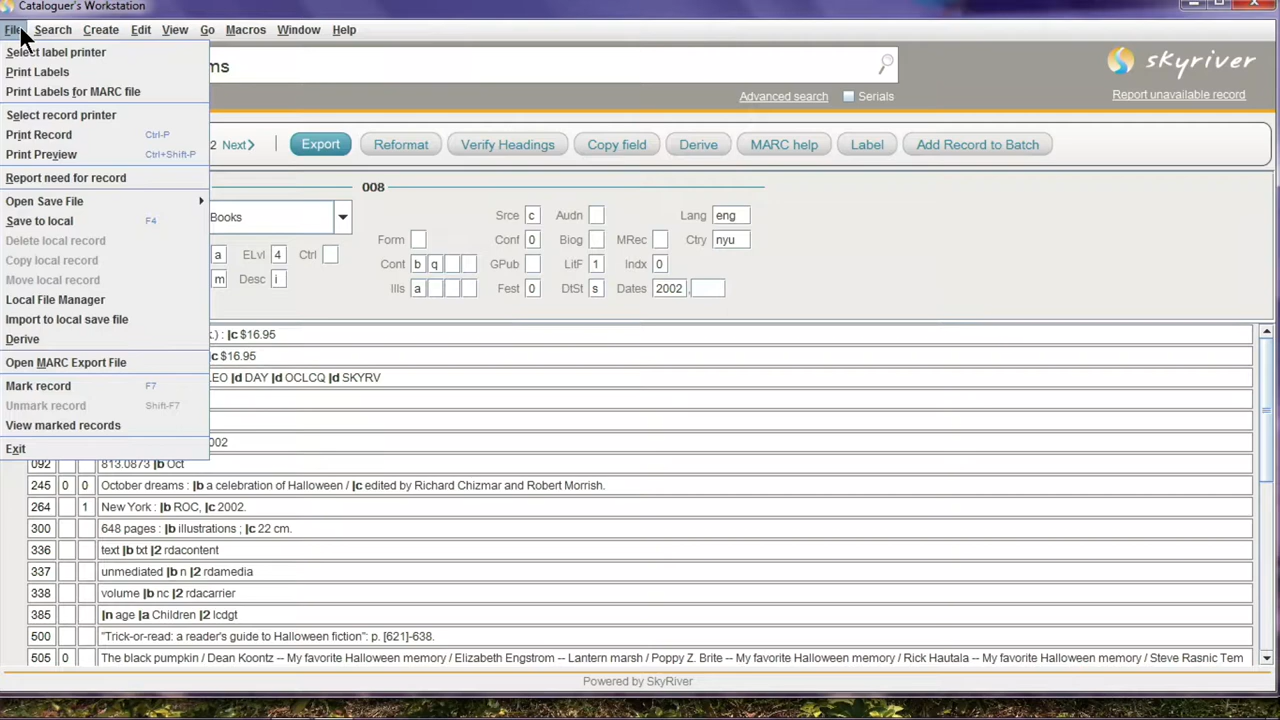 Cataloguer's Workstation
File Search Create Edit View Go Macros Window Help
Select label printer
Print Labels
Print Labels for MARC file
Select record printer
Print Record Ctrl-P
Print Preview Ctrl+Shift-P
Report need for record
Open Save File
Save to local F4
Delete local record
Copy local record
Move local record
Local File Manager
Import to local save file
Derive
Open MARC Export File
Mark record F7
Unmark record Shift-F7
View marked records
Exit
ms
skyriver
Advanced search Serials Report unavailable record
2 Next Export Reformat Verify Headings Copy field Derive MARC help Label Add Record to Batch
008
Books Srce c Audn Lang eng
Form Conf 0 Biog MRec Ctry nyu
a ELvl 4 Ctrl Cont b q GPub LitF 1 Indx 0
m Desc i Ills a Fest 0 DtSt s Dates 2002 ,
.) : |c $16.95
c $16.95
EO |d DAY |d OCLCQ |d SKYRV
002
092 813.0873 |b Oct
245 0 0 October dreams : |b a celebration of Halloween / |c edited by Richard Chizmar and Robert Morrish.
264 1 New York : |b ROC, |c 2002.
300 648 pages : |b illustrations ; |c 22 cm.
336 text |b txt |2 rdacontent
337 unmediated |b n |2 rdamedia
338 volume |b nc |2 rdacarrier
385 |n age |a Children |2 lcdgt
500 "Trick-or-read: a reader's guide to Halloween fiction": p. [621]-638.
505 0 The black pumpkin / Dean Koontz -- My favorite Halloween memory / Elizabeth Engstrom -- Lantern marsh / Poppy Z. Brite -- My favorite Halloween memory / Rick Hautala -- My favorite Halloween memory / Steve Rasnic Tem
Powered by SkyRiver